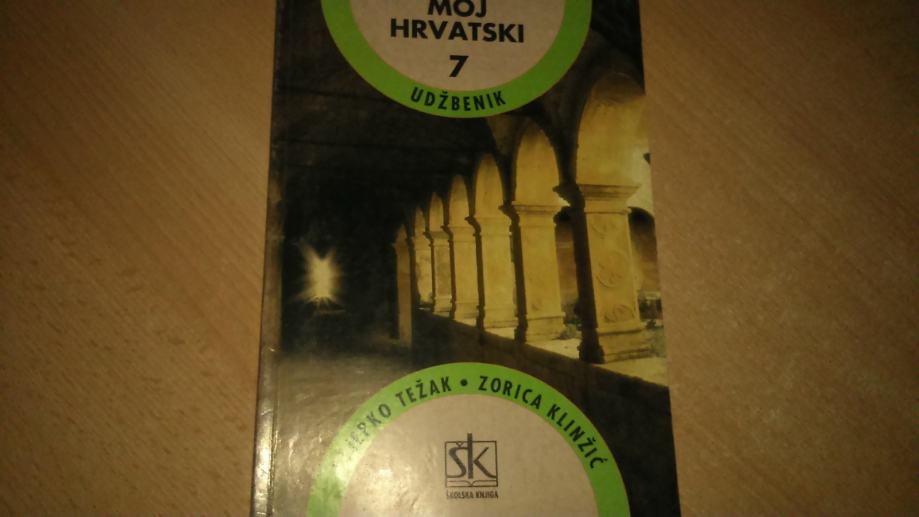 MOJ
HRVATSKI
7
UDŽBENIK
TEŽAK • ZORICA KLINŽIĆ
ŠK
ŠKOLSKA KNJIGA